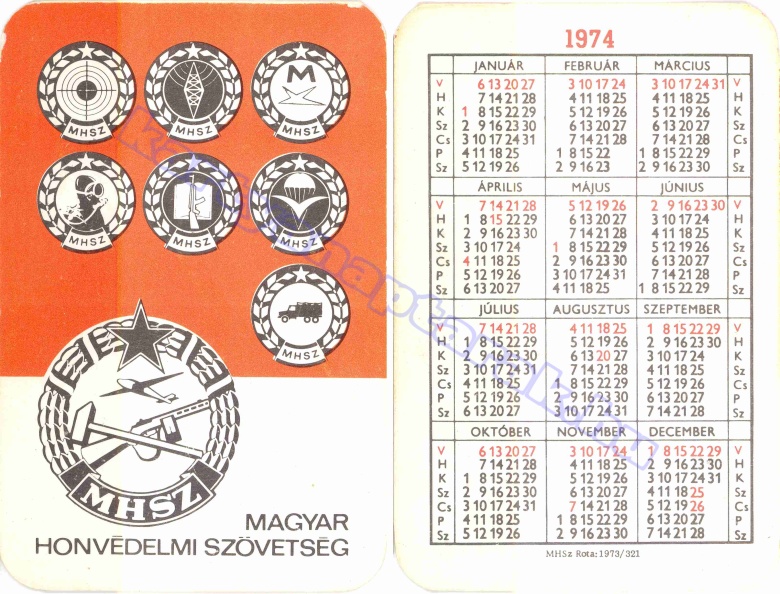 MHSZ MHSZ M MHSZ
MHSZ MHSZ MHSZ
MHSZ
MHSZ
MAGYAR
HONVÉDELMI SZÖVETSÉG
kartyanaptarak.hu
1974
JANUÁR FEBRUÁR MÁRCIUS
V 6 13 20 27 3 10 17 24 3 10 17 24 31 V
H 7 14 21 28 4 11 18 25 4 11 18 25 H
K 1 8 15 22 29 5 12 19 26 5 12 19 26 K
Sz 2 9 16 23 30 6 13 20 27 6 13 20 27 Sz
Cs 3 10 17 24 31 7 14 21 28 7 14 21 28 Cs
P 4 11 18 25 1 8 15 22 1 8 15 22 29 P
Sz 5 12 19 26 2 9 16 23 2 9 16 23 30 Sz
ÁPRILIS MÁJUS JÚNIUS
V 7 14 21 28 5 12 19 26 2 9 16 23 30 V
H 1 8 15 22 29 6 13 20 27 3 10 17 24 H
K 2 9 16 23 30 7 14 21 28 4 11 18 25 K
Sz 3 10 17 24 1 8 15 22 29 5 12 19 26 Sz
Cs 4 11 18 25 2 9 16 23 30 6 13 20 27 Cs
P 5 12 19 26 3 10 17 24 31 7 14 21 28 P
Sz 6 13 20 27 4 11 18 25 1 8 15 22 29 Sz
JÚLIUS AUGUSZTUS SZEPTEMBER
V 7 14 21 28 4 11 18 25 1 8 15 22 29 V
H 1 8 15 22 29 5 12 19 26 2 9 16 23 30 H
K 2 9 16 23 30 6 13 20 27 3 10 17 24 K
Sz 3 10 17 24 31 7 14 21 28 4 11 18 25 Sz
Cs 4 11 18 25 1 8 15 22 29 5 12 19 26 Cs
P 5 12 19 26 2 9 16 23 30 6 13 20 27 P
Sz 6 13 20 27 3 10 17 24 31 7 14 21 28 Sz
OKTÓBER NOVEMBER DECEMBER
V 6 13 20 27 3 10 17 24 1 8 15 22 29 V
H 7 14 21 28 4 11 18 25 2 9 16 23 30 H
K 1 8 15 22 29 5 12 19 26 3 10 17 24 31 K
Sz 2 9 16 23 30 6 13 20 27 4 11 18 25 Sz
Cs 3 10 17 24 31 7 14 21 28 5 12 19 26 Cs
P 4 11 18 25 1 8 15 22 29 6 13 20 27 P
Sz 5 12 19 26 2 9 16 23 30 7 14 21 28 Sz
MHSz Rota: 1973/321